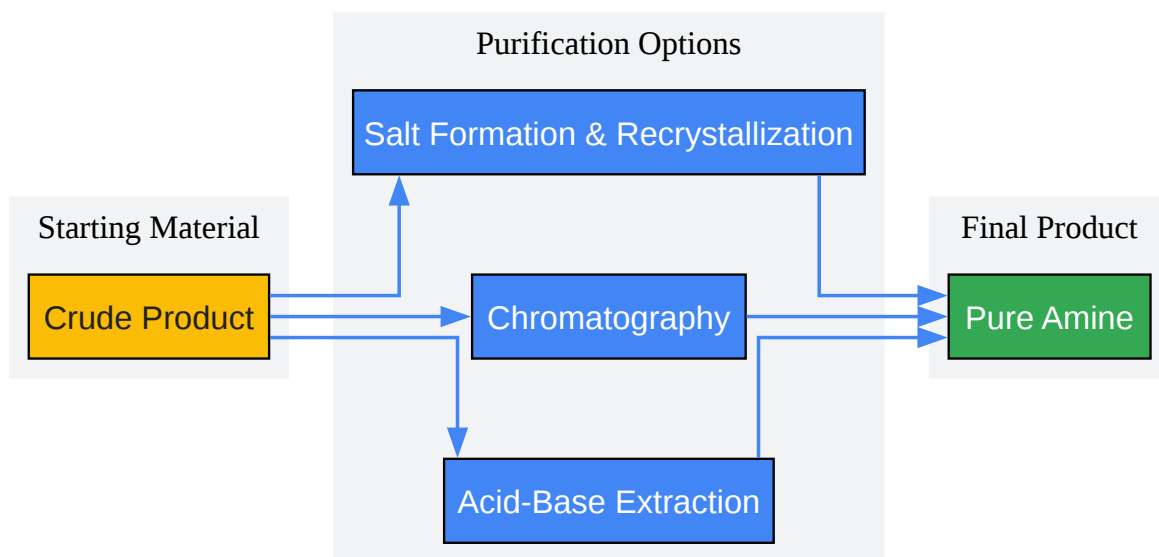 Purification Options
Salt Formation & Recrystallization
Starting Material
Final Product
Crude Product
Chromatography
Pure Amine
Acid-Base Extraction